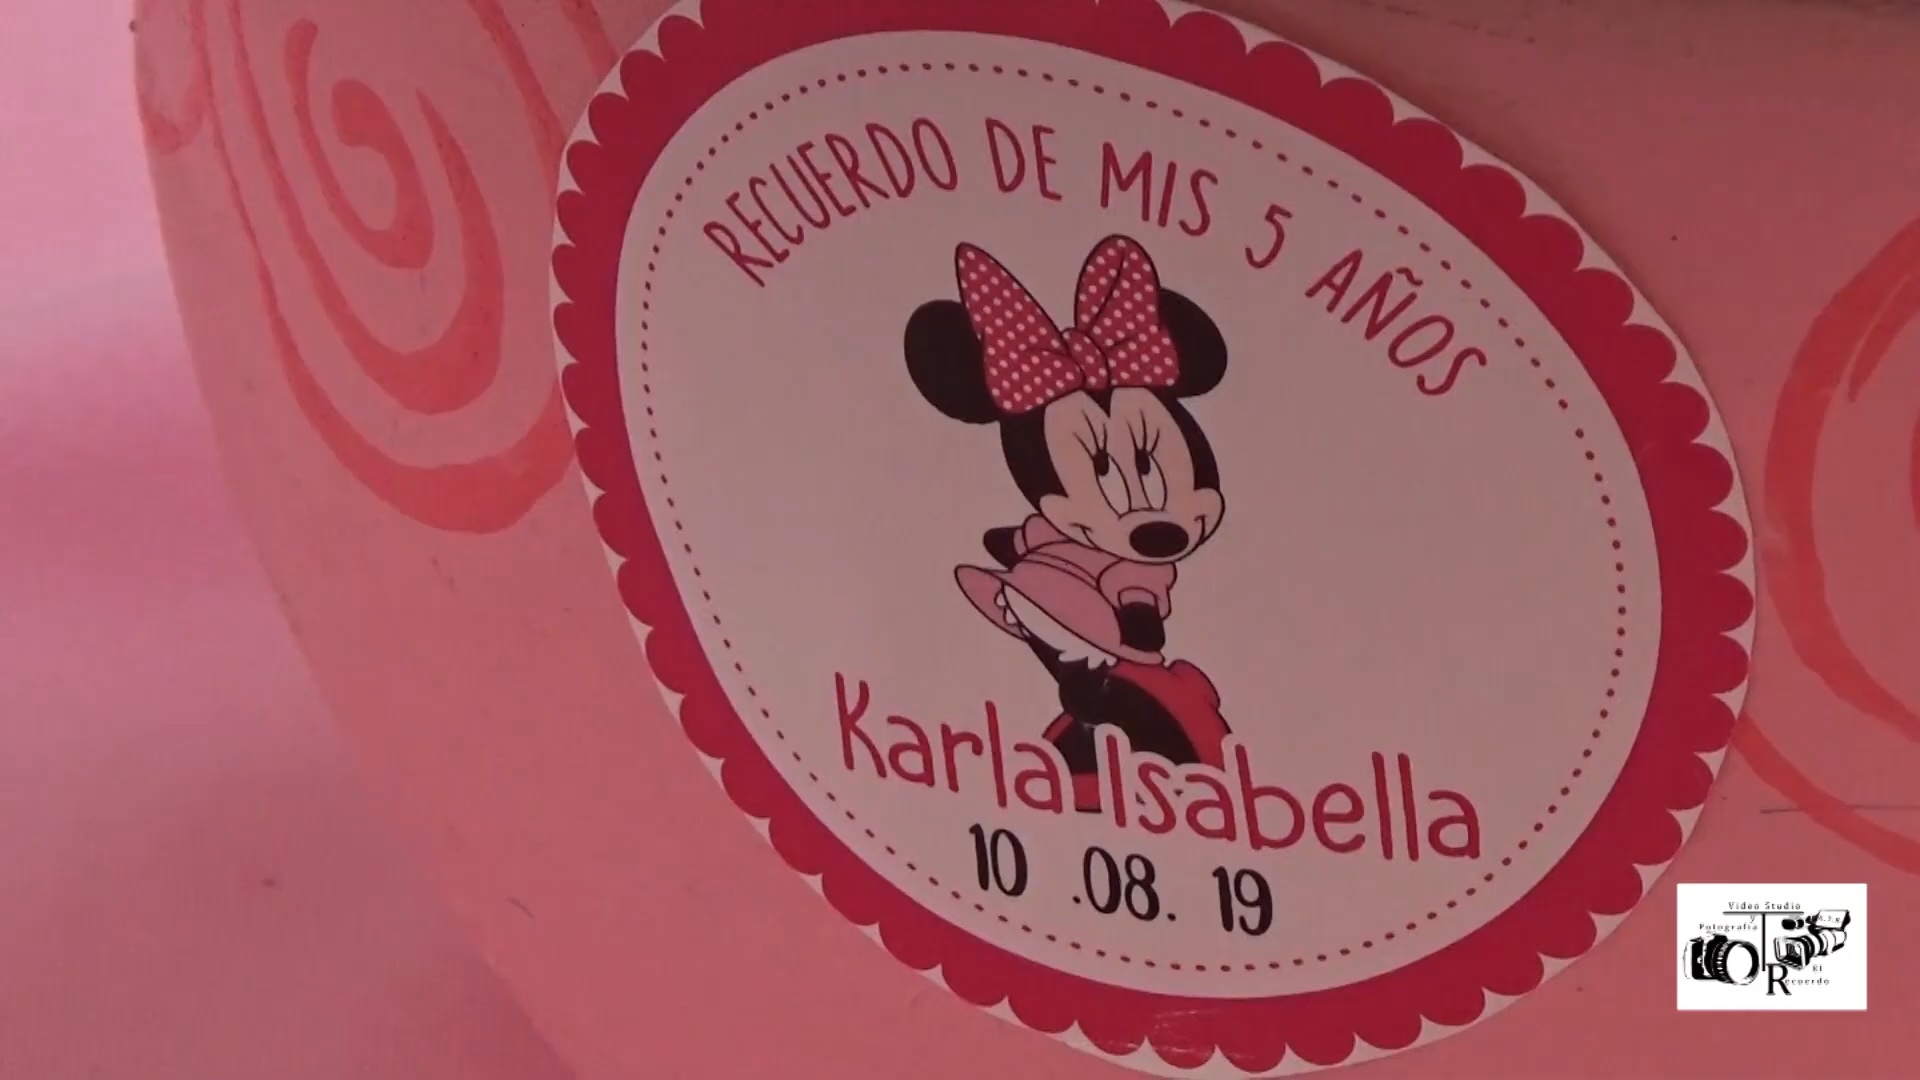 RECUERDO DE MIS 5 AÑOS
Karla Isabella
10 .08. 19
Video Studio
y
Fotografía
El
Recuerdo